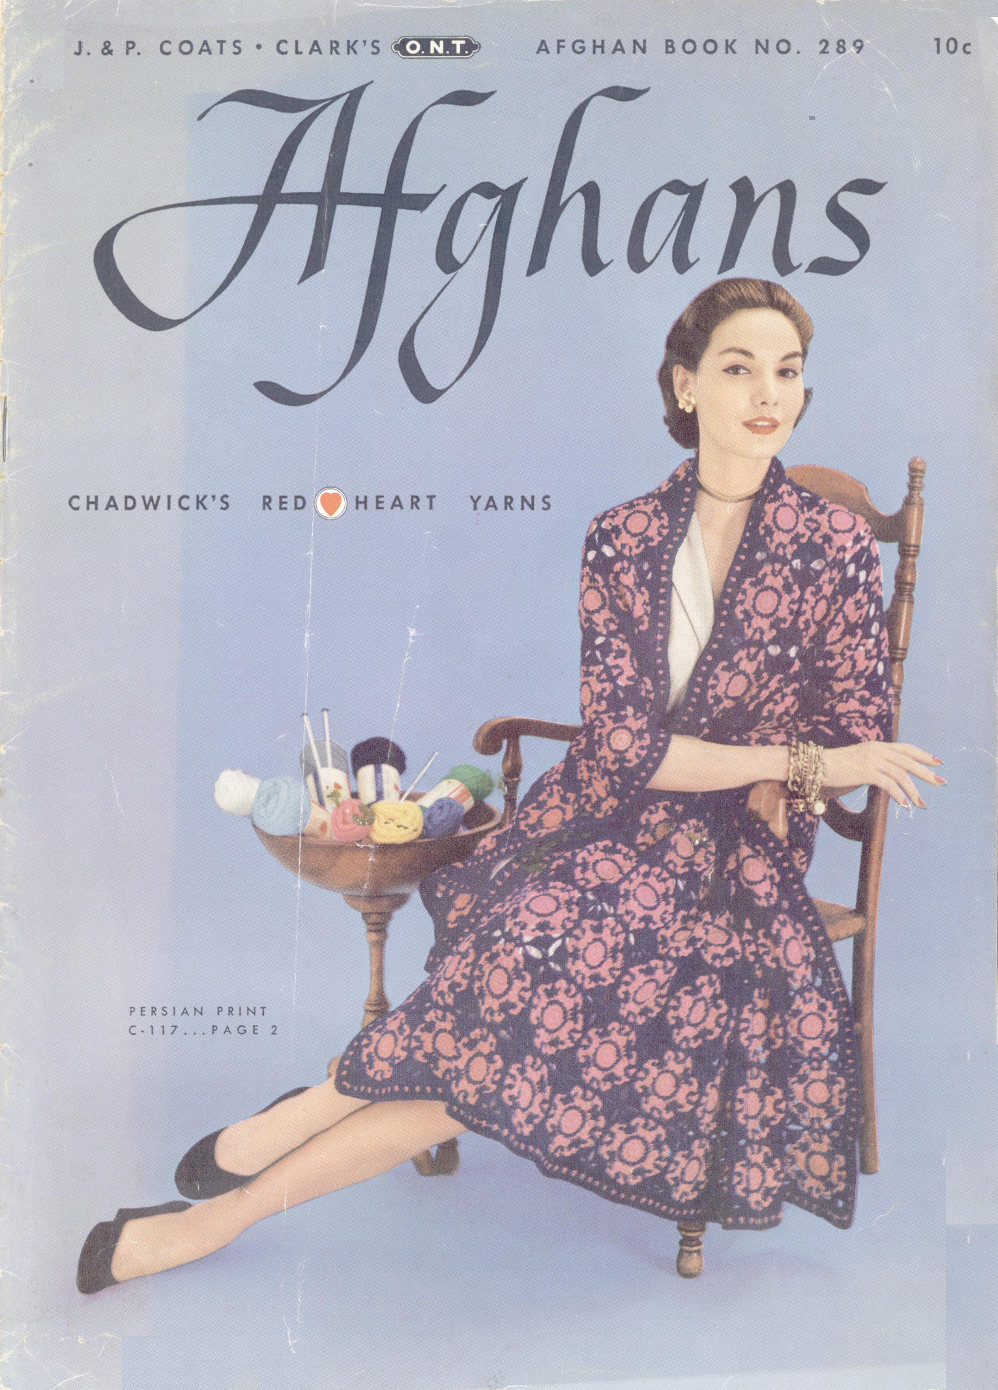 J. & P. COATS • CLARK'S O.N.T. AFGHAN BOOK NO. 289 10c
Afghans
CHADWICK'S RED HEART YARNS
PERSIAN PRINT
C-117...PAGE 2